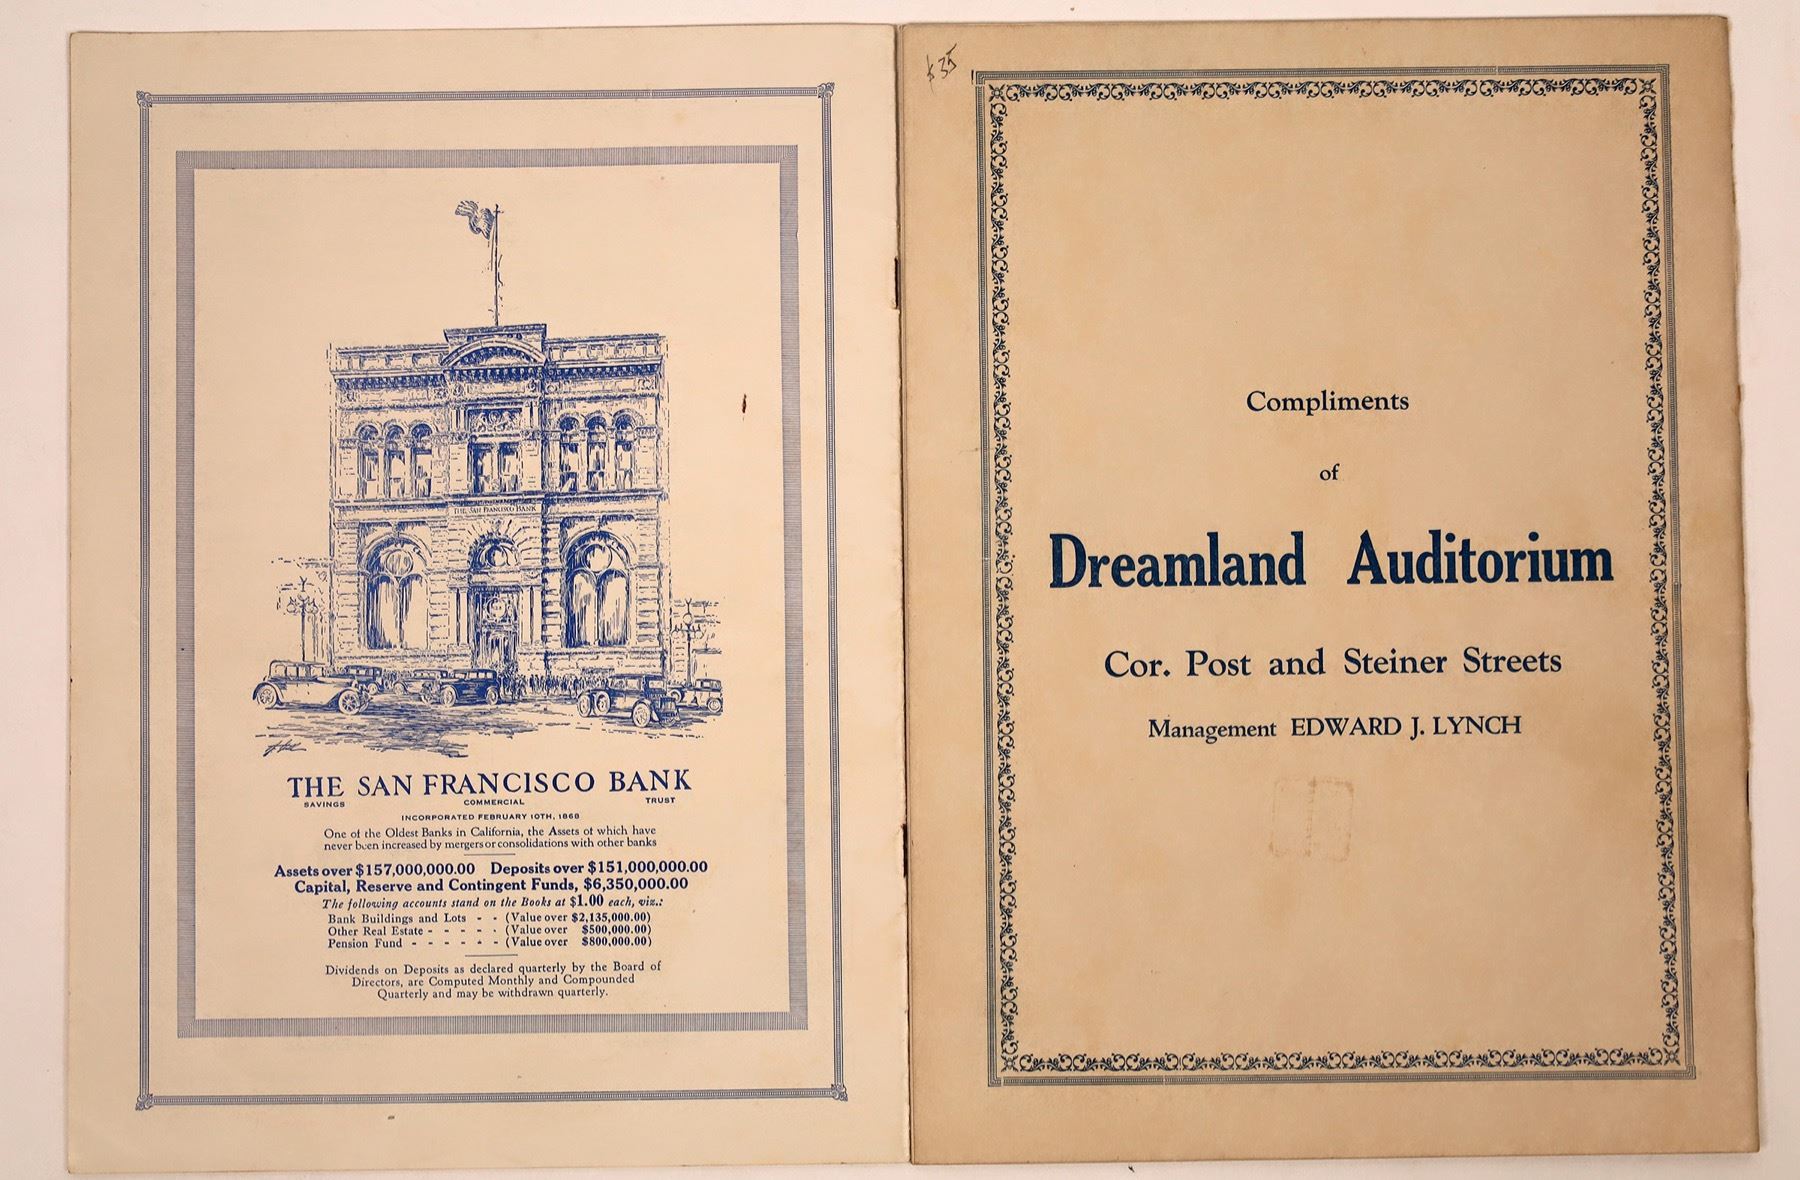 THE SAN FRANCISCO BANK
THE SAN FRANCISCO BANK
SAVINGS COMMERCIAL TRUST
INCORPORATED FEBRUARY 10TH, 1868
One of the Oldest Banks in California, the Assets of which have
never been increased by mergers or consolidations with other banks
Assets over $157,000,000.00 Deposits over $151,000,000.00
Capital, Reserve and Contingent Funds, $6,350,000.00
The following accounts stand on the Books at $1.00 each, viz.:
Bank Buildings and Lots - - (Value over $2,135,000.00)
Other Real Estate - - - - - (Value over $500,000.00)
Pension Fund - - - - - - (Value over $800,000.00)
Dividends on Deposits as declared quarterly by the Board of
Directors, are Computed Monthly and Compounded
Quarterly and may be withdrawn quarterly.
$35
Compliments
of
Dreamland Auditorium
Cor. Post and Steiner Streets
Management EDWARD J. LYNCH